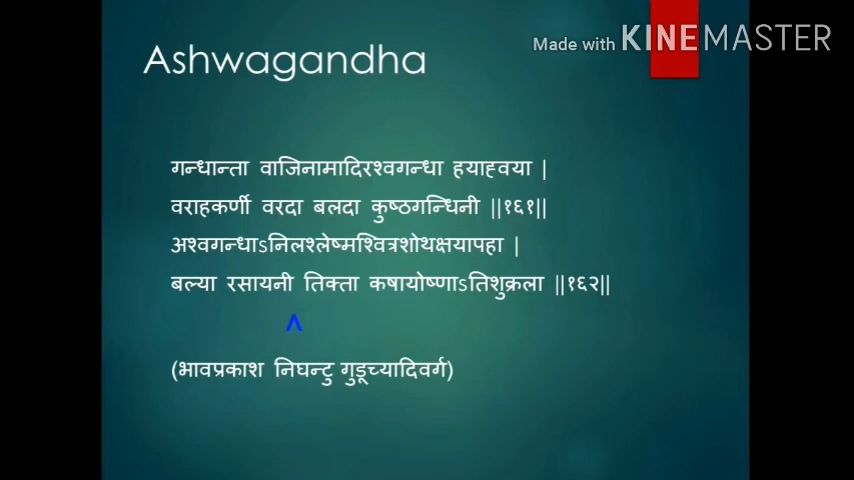 Made with KINEMASTER
Ashwagandha
गन्धान्ता वाजिनामादिरश्वगन्धा हयाह्वया |
वराहकर्णी वरदा बलदा कुष्ठगन्धिनी ||१६१||
अश्वगन्धाऽनिलश्लेष्मश्वित्रशोथक्षयापहा |
बल्या रसायनी तिक्ता कषायोष्णाऽतिशुक्रला ||१६२||
^
(भावप्रकाश निघन्टु गुडूच्यादिवर्ग)